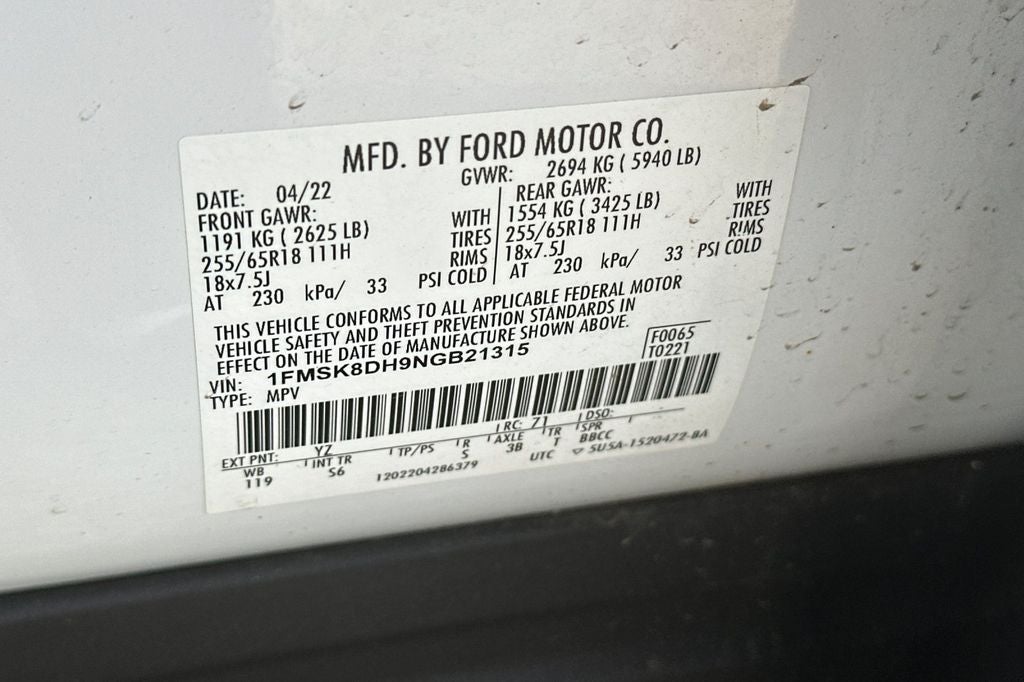 MFD. BY FORD MOTOR CO.
DATE: 04/22
GVWR: 2694 KG ( 5940 LB)
FRONT GAWR:
1191 KG ( 2625 LB) WITH
255/65R18 111H TIRES
18x7.5J RIMS
AT 230 kPa/ 33 PSI COLD
REAR GAWR:
1554 KG ( 3425 LB) WITH
255/65R18 111H TIRES
18x7.5J RIMS
AT 230 kPa/ 33 PSI COLD
THIS VEHICLE CONFORMS TO ALL APPLICABLE FEDERAL MOTOR
VEHICLE SAFETY AND THEFT PREVENTION STANDARDS IN
EFFECT ON THE DATE OF MANUFACTURE SHOWN ABOVE.
VIN: 1FMSK8DH9NGB21315
TYPE: MPV
F0065
T0221
EXT PNT: YZ RC: 71 DSO:
WB INT TR TP/PS R AXLE TR SPR
119 S6 S 3B T BBCC
1202204286379 UTC ▽ 5U5A-1520472-BA